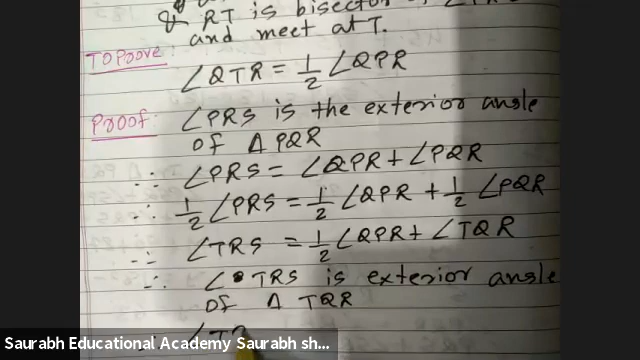 & RT is bisector of
and meet at T.
To Prove: ∠QTR = 1/2 ∠QPR
Proof: ∠PRS is the exterior angle
of Δ PQR
∴ ∠PRS = ∠QPR + ∠PQR
∴ 1/2 ∠PRS = 1/2 ∠QPR + 1/2 ∠PQR
∴ ∠TRS = 1/2 ∠QPR + ∠TQR
∴ ∠TRS is exterior angle
of Δ TQR
Saurabh Educational Academy Saurabh sh...